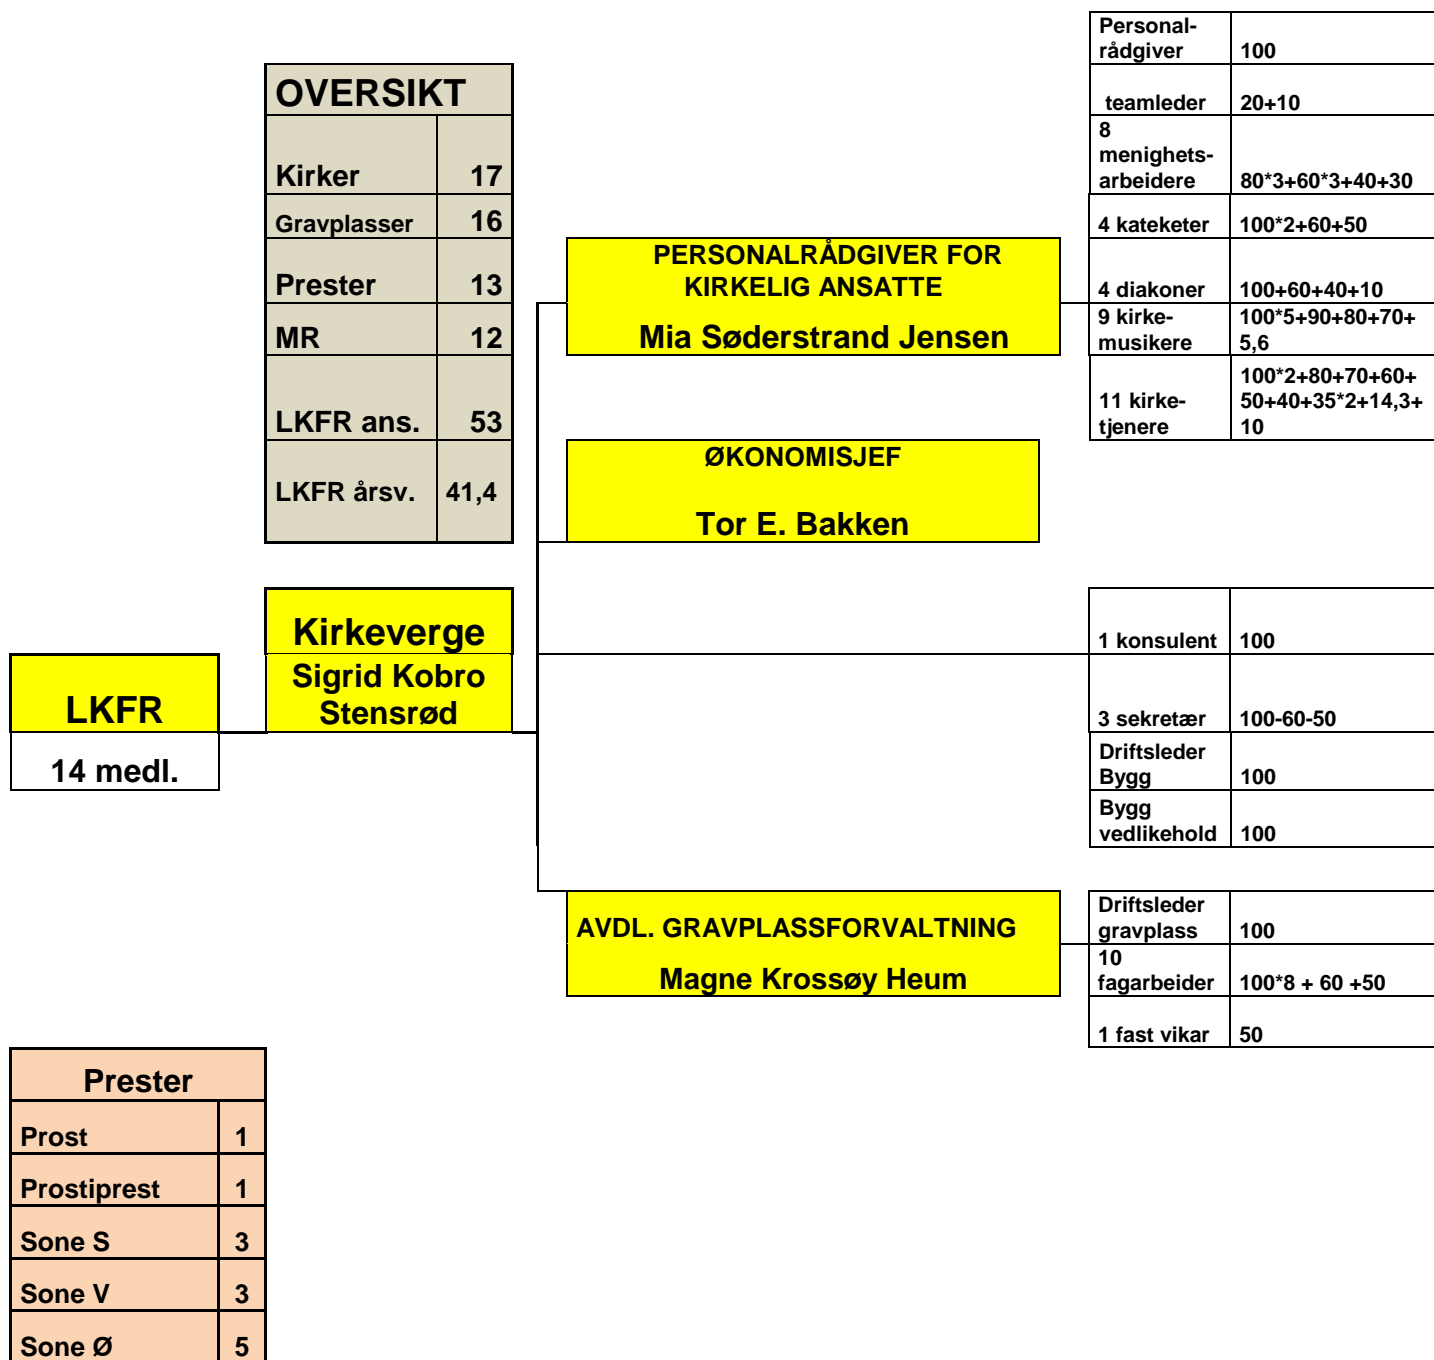 OVERSIKT
Kirker 17
Gravplasser 16
Prester 13
MR 12
LKFR ans. 53
LKFR årsv. 41,4
LKFR
14 medl.
Kirkeverge
Sigrid Kobro
Stensrød
PERSONALRÅDGIVER FOR
KIRKELIG ANSATTE
Mia Søderstrand Jensen
ØKONOMISJEF
Tor E. Bakken
AVDL. GRAVPLASSFORVALTNING
Magne Krossøy Heum
Personal-
rådgiver 100
teamleder 20+10
8
menighets-
arbeidere 80*3+60*3+40+30
4 kateketer 100*2+60+50
4 diakoner 100+60+40+10
9 kirke- 100*5+90+80+70+
musikere 5,6
100*2+80+70+60+
11 kirke- 50+40+35*2+14,3+
tjenere 10
1 konsulent 100
3 sekretær 100-60-50
Driftsleder
Bygg 100
Bygg
vedlikehold 100
Driftsleder
gravplass 100
10
fagarbeider 100*8 + 60 +50
1 fast vikar 50
Prester
Prost 1
Prostiprest 1
Sone S 3
Sone V 3
Sone Ø 5